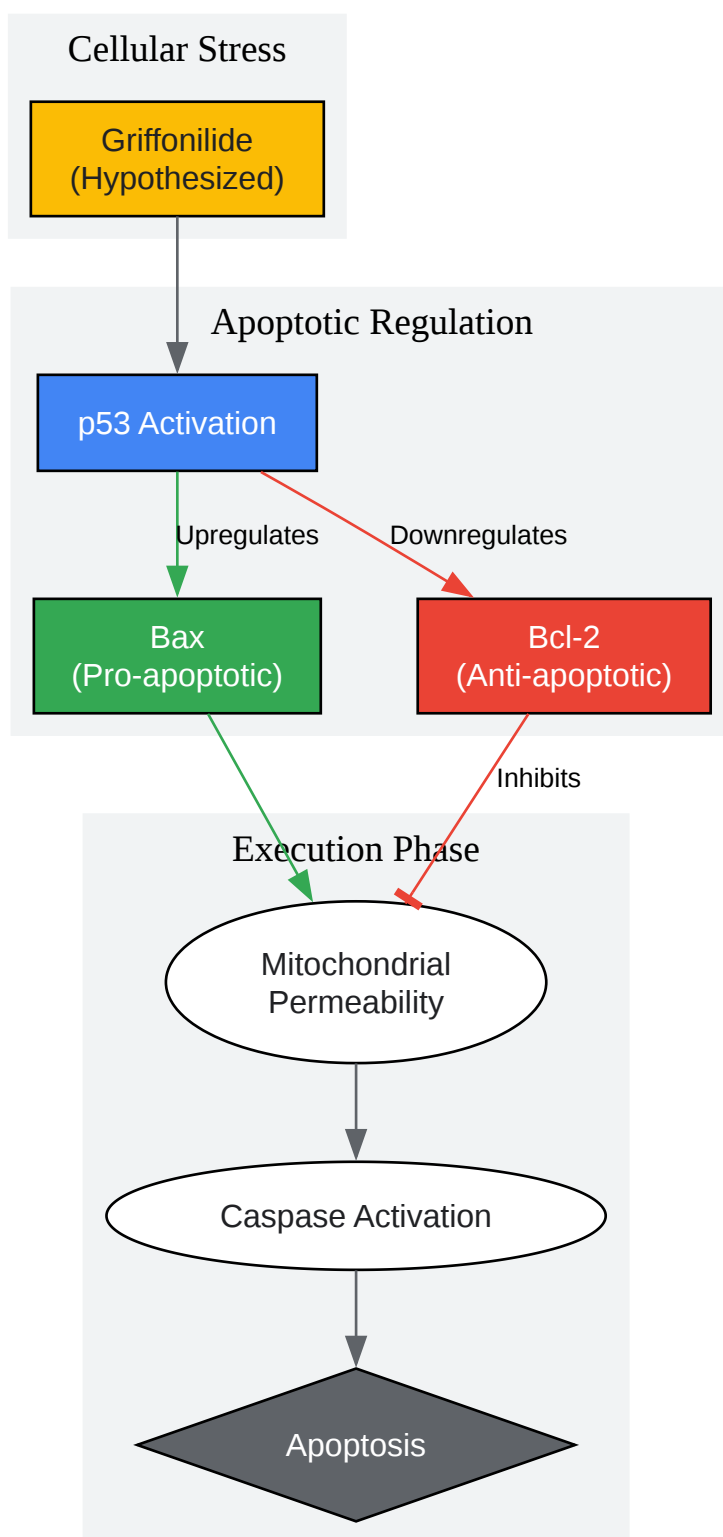 Cellular Stress
Griffonilide
(Hypothesized)
Apoptotic Regulation
p53 Activation
Upregulates
Downregulates
Bax
(Pro-apoptotic)
Bcl-2
(Anti-apoptotic)
Inhibits
Execution Phase
Mitochondrial
Permeability
Caspase Activation
Apoptosis